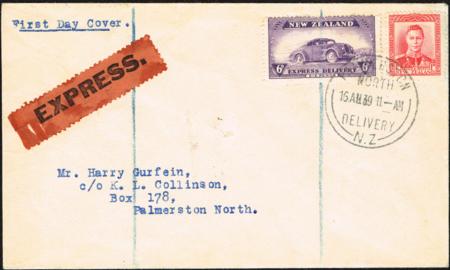 First Day Cover.
NEW ZEALAND
6D 6D
EXPRESS DELIVERY
EXPRESS.
NORTH
16 AU 39 11-AM
DELIVERY
N.Z
Mr. Harry Gurfein,
c/o K. L. Collinson,
Box 178,
Palmerston North.